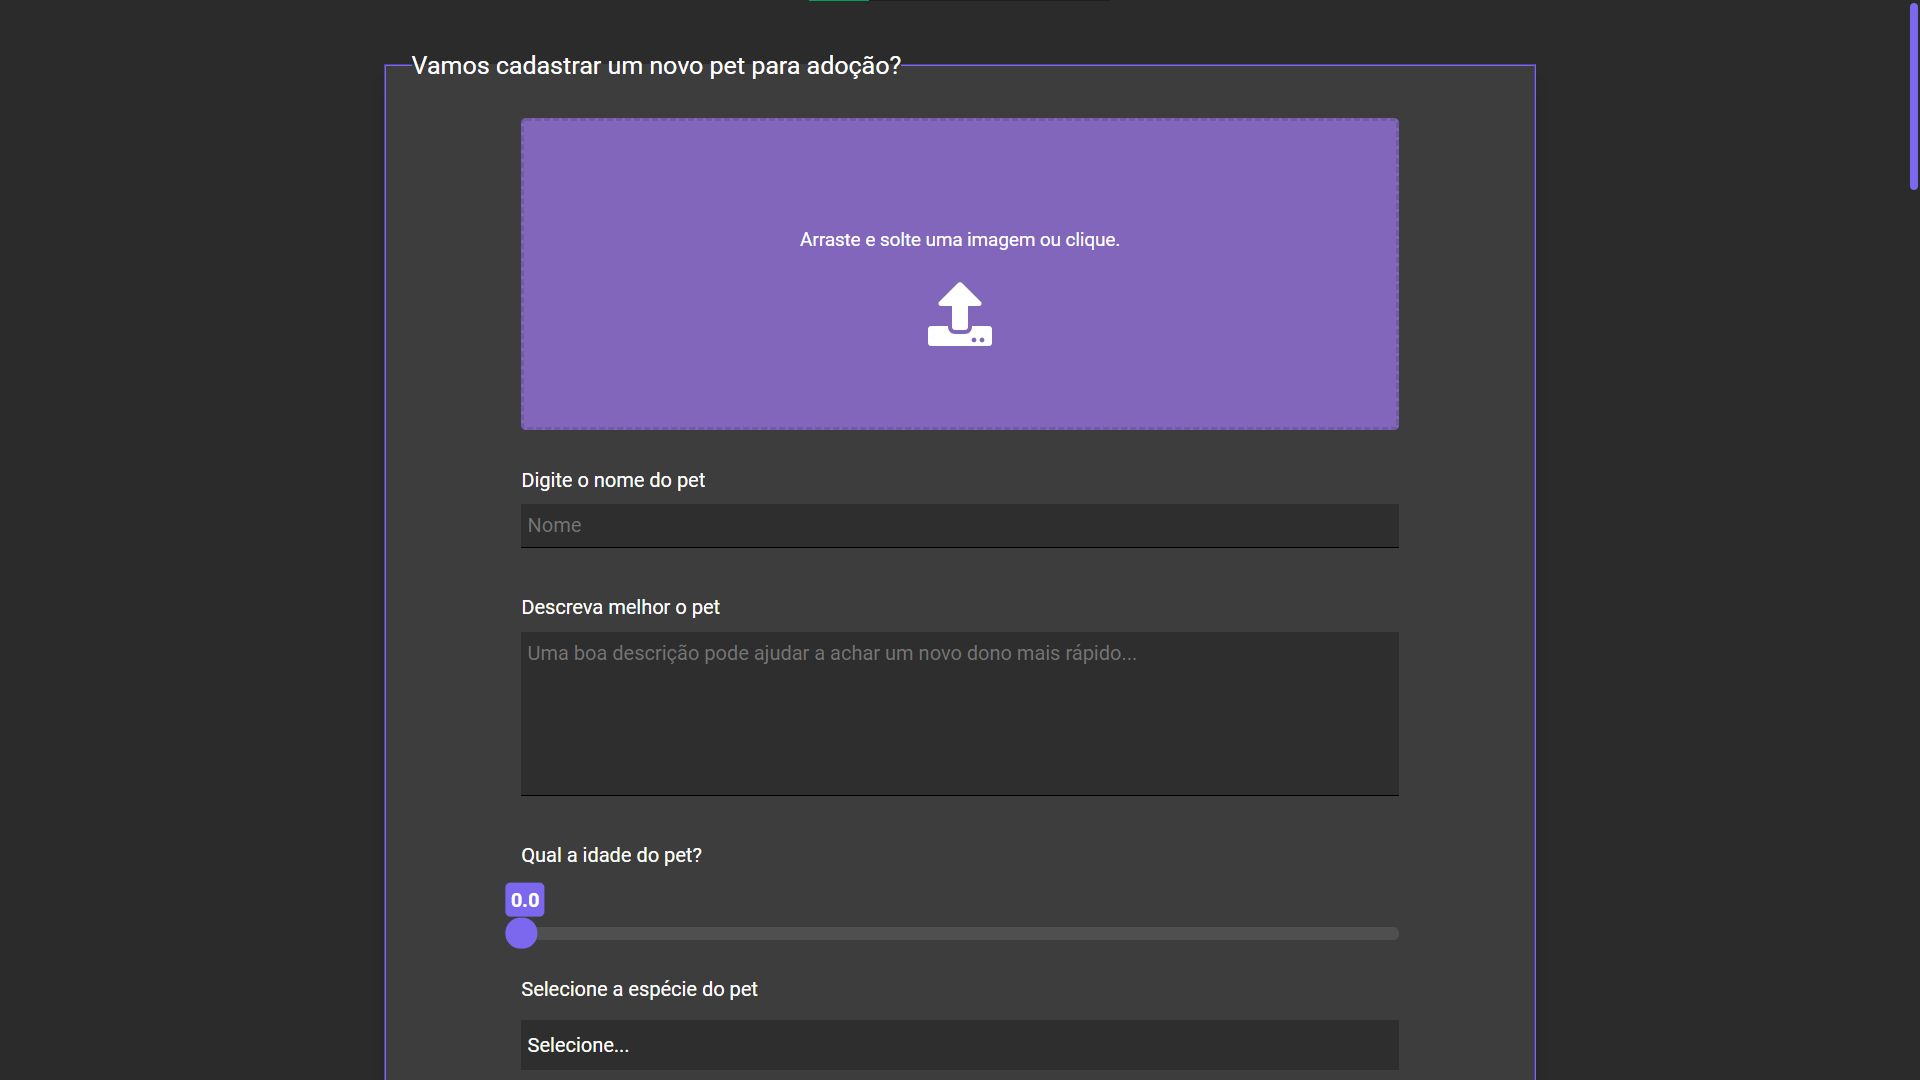 Vamos cadastrar um novo pet para adoção?
Arraste e solte uma imagem ou clique.
Digite o nome do pet
Nome
Descreva melhor o pet
Uma boa descrição pode ajudar a achar um novo dono mais rápido...
Qual a idade do pet?
0.0
Selecione a espécie do pet
Selecione...